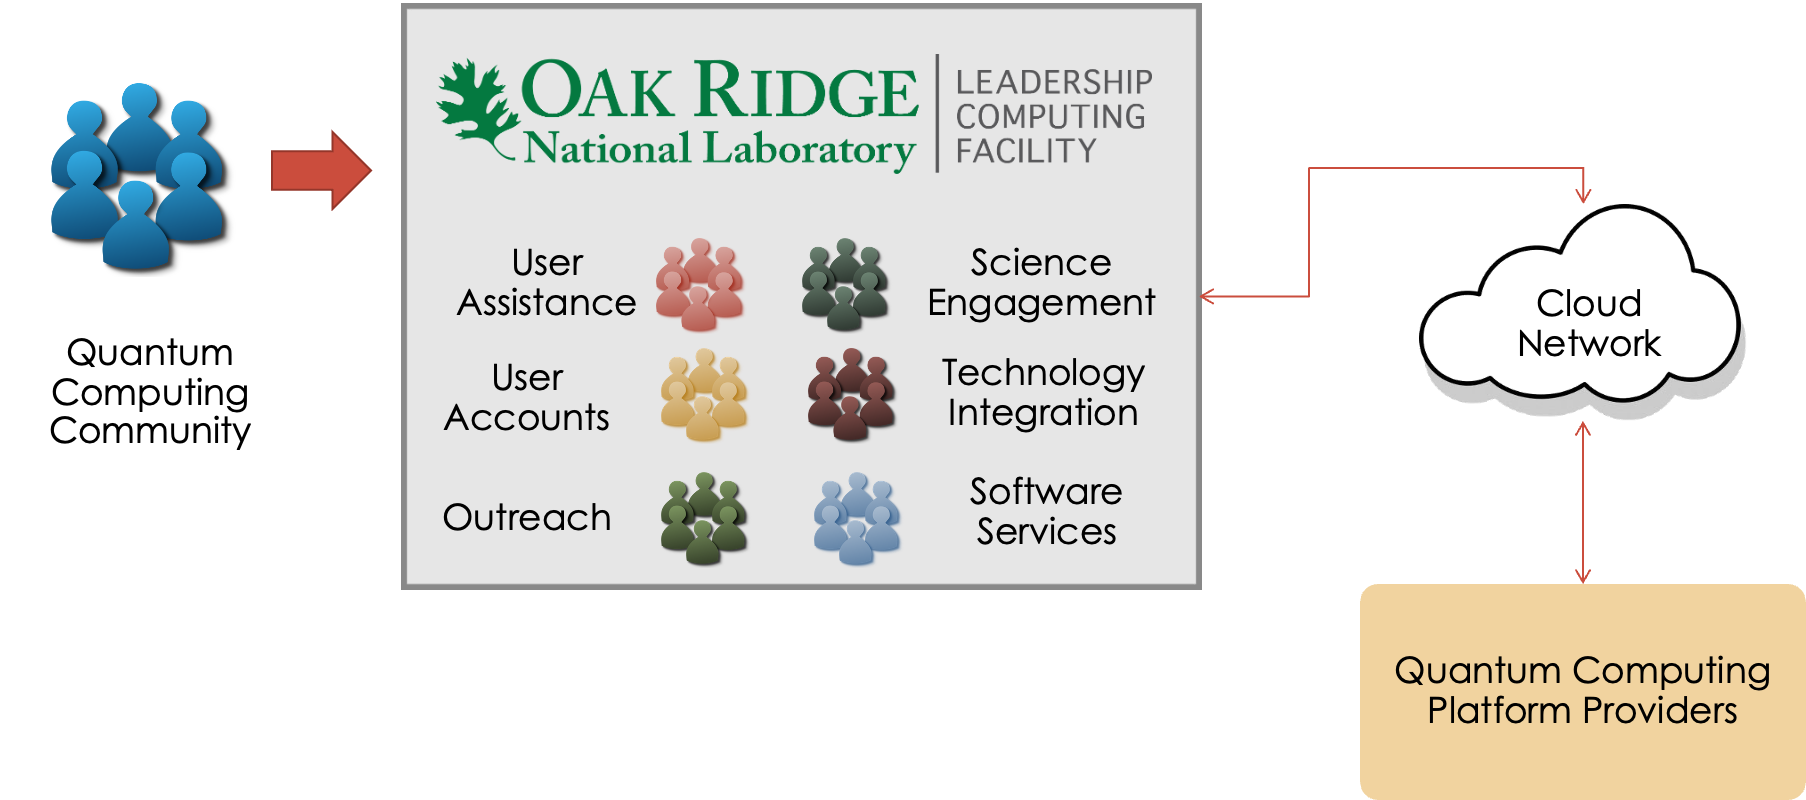 OAK RIDGE
National Laboratory
LEADERSHIP
COMPUTING
FACILITY
Quantum
Computing
Community
User
Assistance
Science
Engagement
User
Accounts
Technology
Integration
Outreach
Software
Services
Cloud
Network
Quantum Computing
Platform Providers